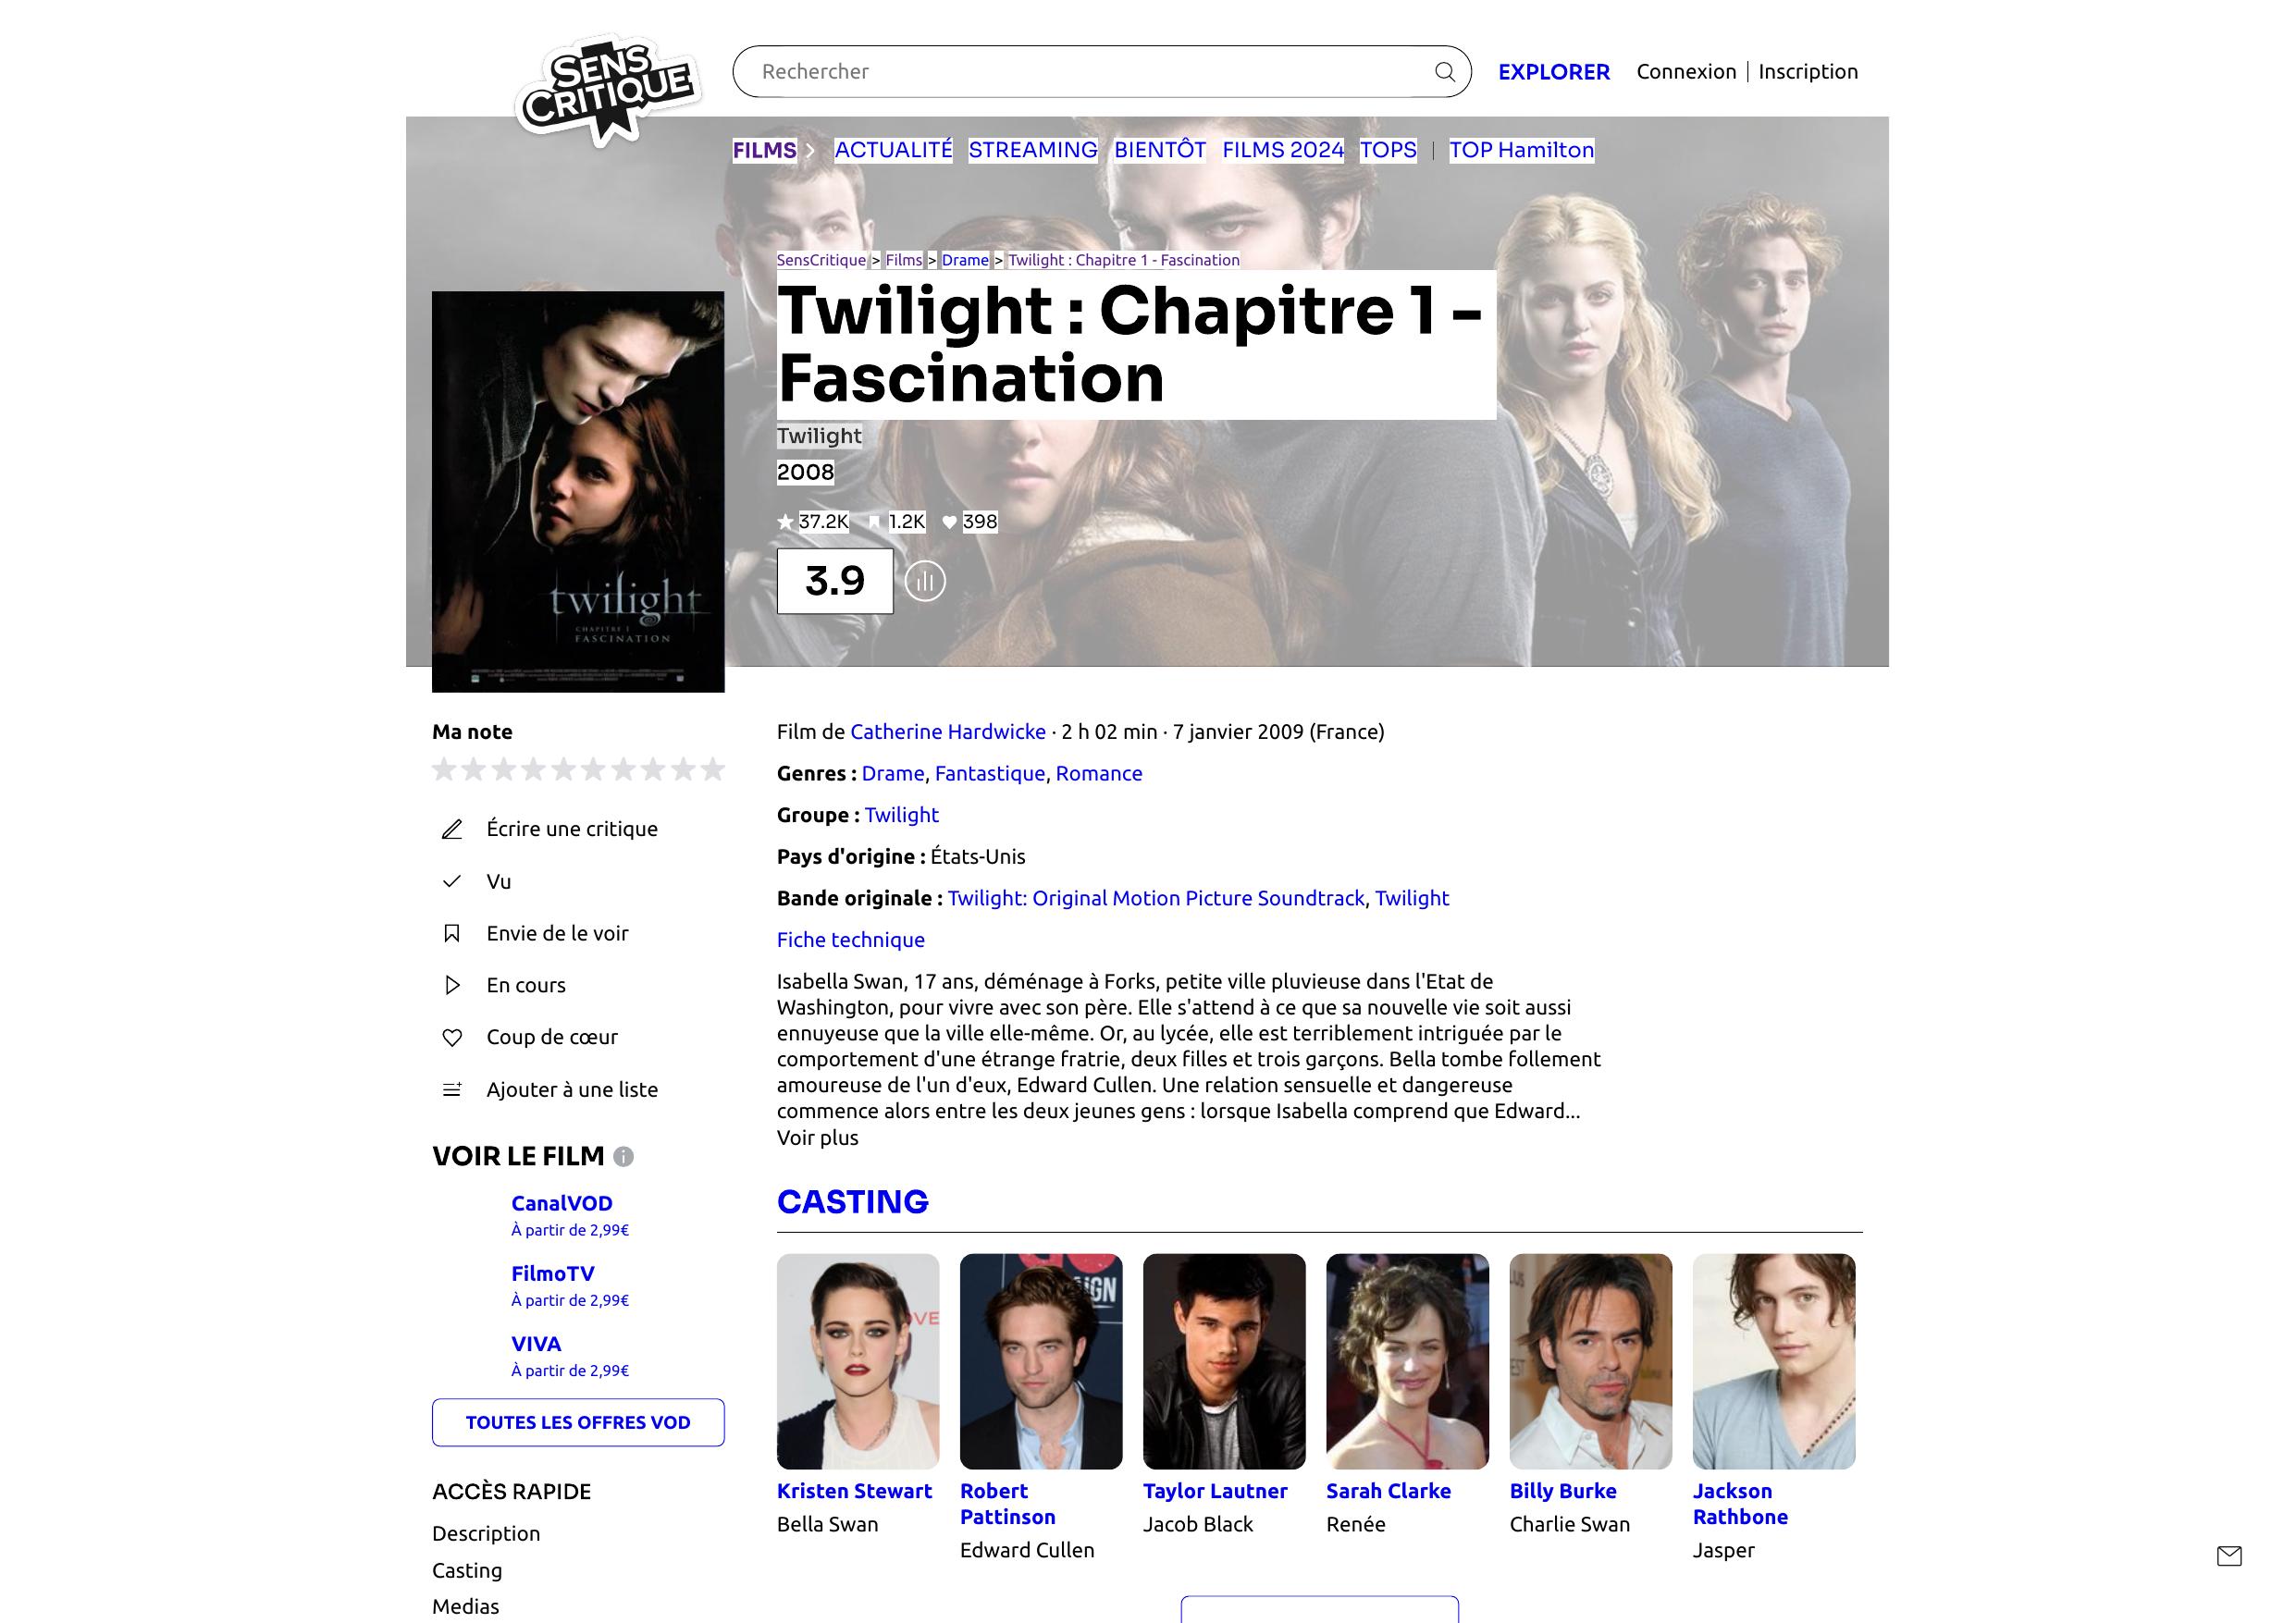 SENS
CRITIQUE
Rechercher
EXPLORER
Connexion
Inscription
FILMS
ACTUALITÉ
STREAMING
BIENTÔT
FILMS 2024
TOPS
TOP Hamilton
SensCritique > Films > Drame > Twilight : Chapitre 1 - Fascination
Twilight : Chapitre 1 -
Fascination
Twilight
2008
37.2K
1.2K
398
3.9
twilight
CHAPITRE 1
FASCINATION
Ma note
Écrire une critique
Vu
Envie de le voir
En cours
Coup de cœur
Ajouter à une liste
VOIR LE FILM
CanalVOD
À partir de 2,99€
FilmoTV
À partir de 2,99€
VIVA
À partir de 2,99€
TOUTES LES OFFRES VOD
ACCÈS RAPIDE
Description
Casting
Medias
Film de Catherine Hardwicke · 2 h 02 min · 7 janvier 2009 (France)
Genres : Drame, Fantastique, Romance
Groupe : Twilight
Pays d'origine : États-Unis
Bande originale : Twilight: Original Motion Picture Soundtrack, Twilight
Fiche technique
Isabella Swan, 17 ans, déménage à Forks, petite ville pluvieuse dans l'Etat de
Washington, pour vivre avec son père. Elle s'attend à ce que sa nouvelle vie soit aussi
ennuyeuse que la ville elle-même. Or, au lycée, elle est terriblement intriguée par le
comportement d'une étrange fratrie, deux filles et trois garçons. Bella tombe follement
amoureuse de l'un d'eux, Edward Cullen. Une relation sensuelle et dangereuse
commence alors entre les deux jeunes gens : lorsque Isabella comprend que Edward...
Voir plus
CASTING
Kristen Stewart
Bella Swan
Robert
Pattinson
Edward Cullen
Taylor Lautner
Jacob Black
Sarah Clarke
Renée
Billy Burke
Charlie Swan
Jackson
Rathbone
Jasper